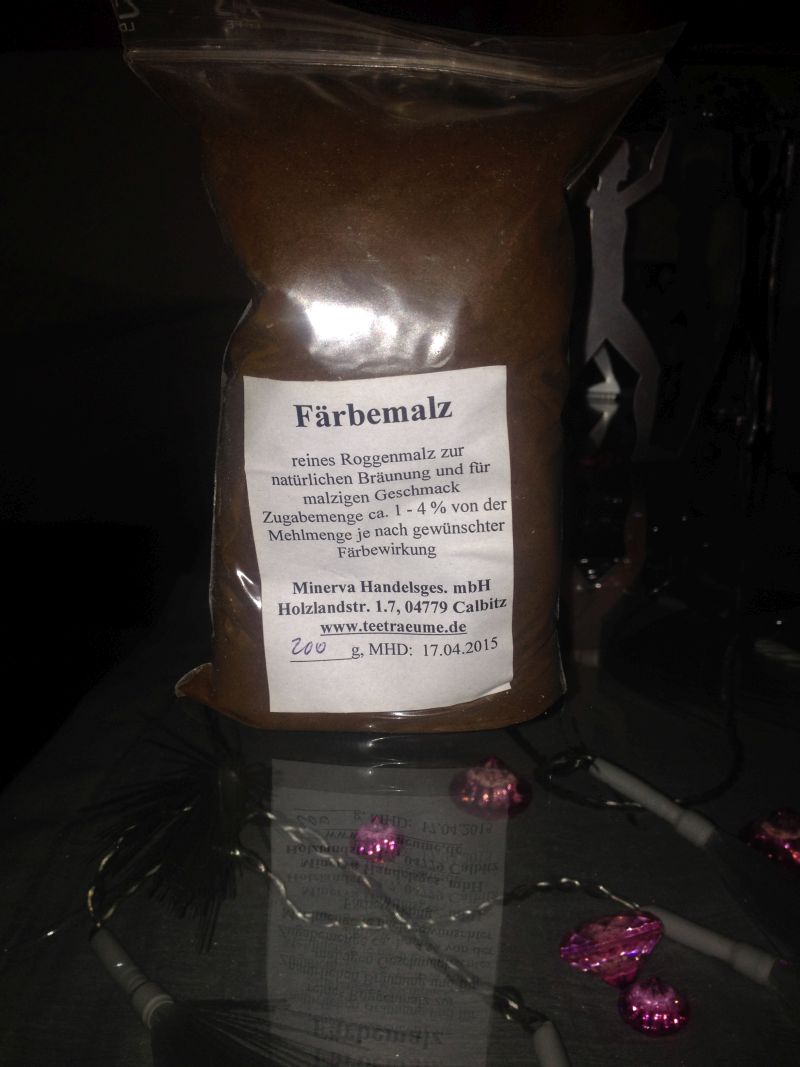 Färbemalz
reines Roggenmalz zur
natürlichen Bräunung und für
malzigen Geschmack
Zugabemenge ca. 1 - 4 % von der
Mehlmenge je nach gewünschter
Färbewirkung
Minerva Handelsges. mbH
Holzlandstr. 1.7, 04779 Calbitz
www.teetraeume.de
200 g, MHD: 17.04.2015